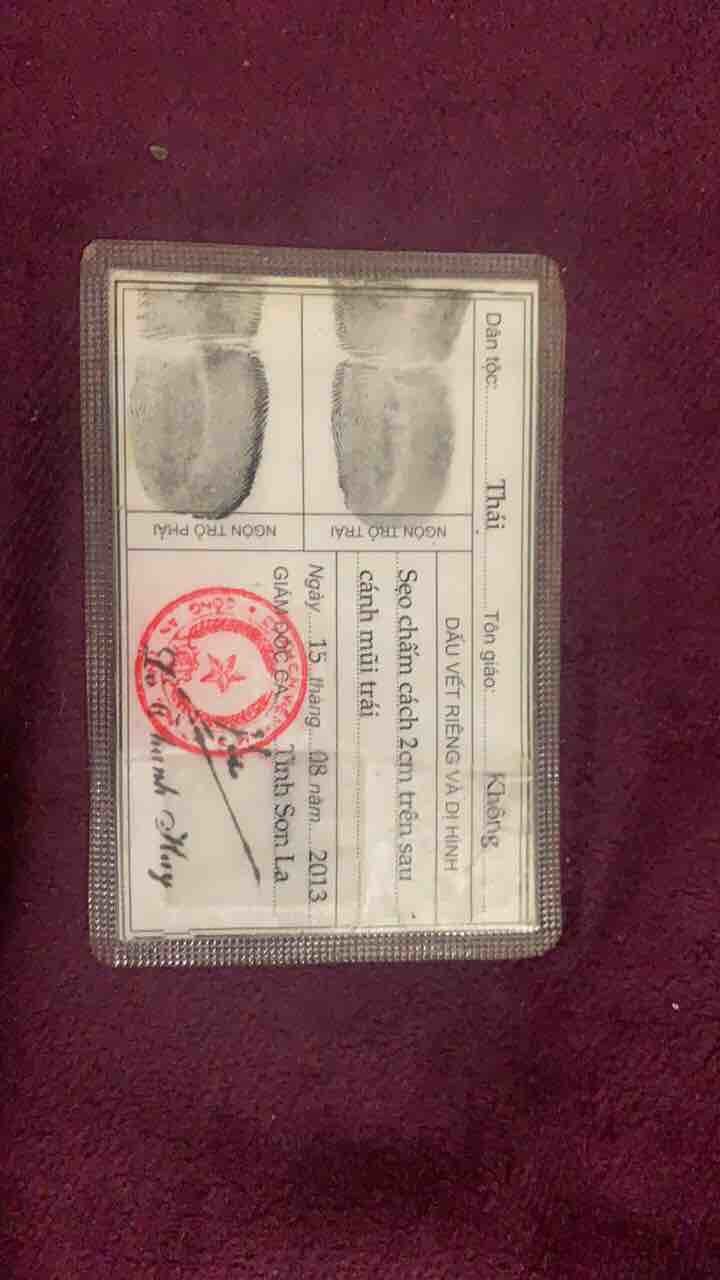 Dân tộc: Thái Tôn giáo: Không
NGÓN TRỎ TRÁI
NGÓN TRỎ PHẢI
DẤU VẾT RIÊNG VÀ DỊ HÌNH
Sẹo chấm cách 2cm trên sau
cánh mũi trái
Ngày 15 tháng 08 năm 2013
GIÁM ĐỐC CA Tỉnh Sơn La